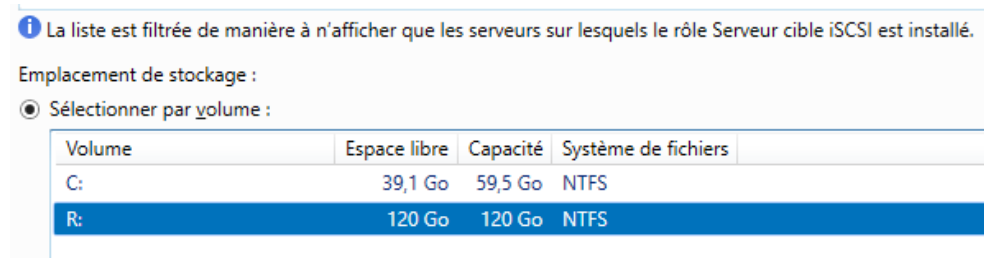 La liste est filtrée de manière à n’afficher que les serveurs sur lesquels le rôle Serveur cible iSCSI est installé.
Emplacement de stockage :
Sélectionner par volume :
Volume Espace libre Capacité Système de fichiers
C: 39,1 Go 59,5 Go NTFS
R: 120 Go 120 Go NTFS